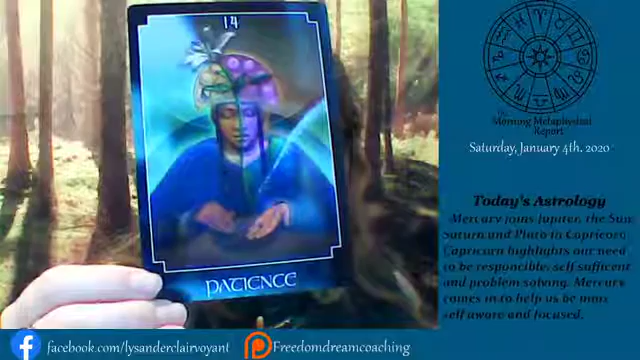 14
PATIENCE
The
Morning Metaphysical
Report
Saturday, January 4th. 2020
Today's Astrology
Mercury joins Jupiter, the Sun,
Saturn and Pluto in Capricorn.
Capricorn highlights our need
to be responsible, self sufficent
and problem solving. Mercury
comes in to help us be more
self aware and focused.
facebook.com/lysanderclairvoyant
Freedomdreamcoaching